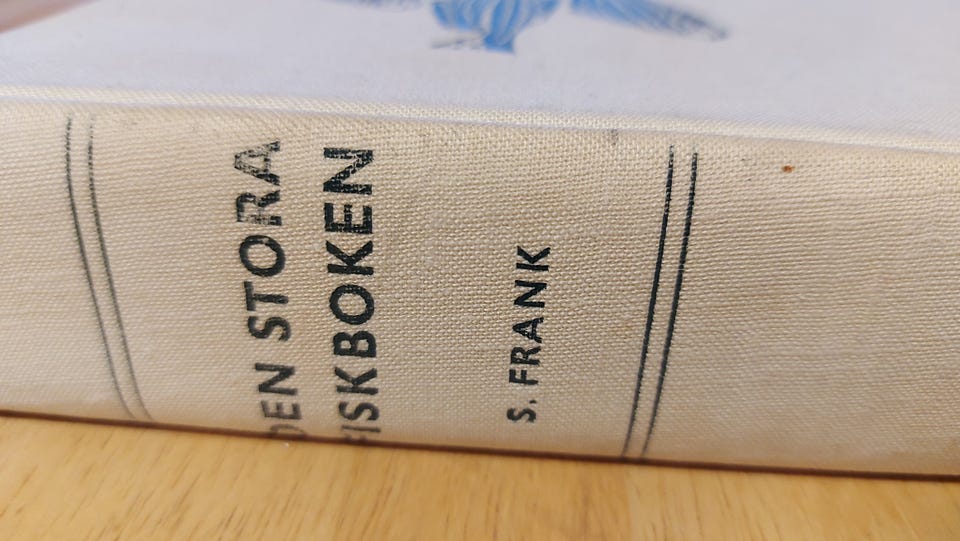 DEN STORA
FISKBOKEN
S. FRANK